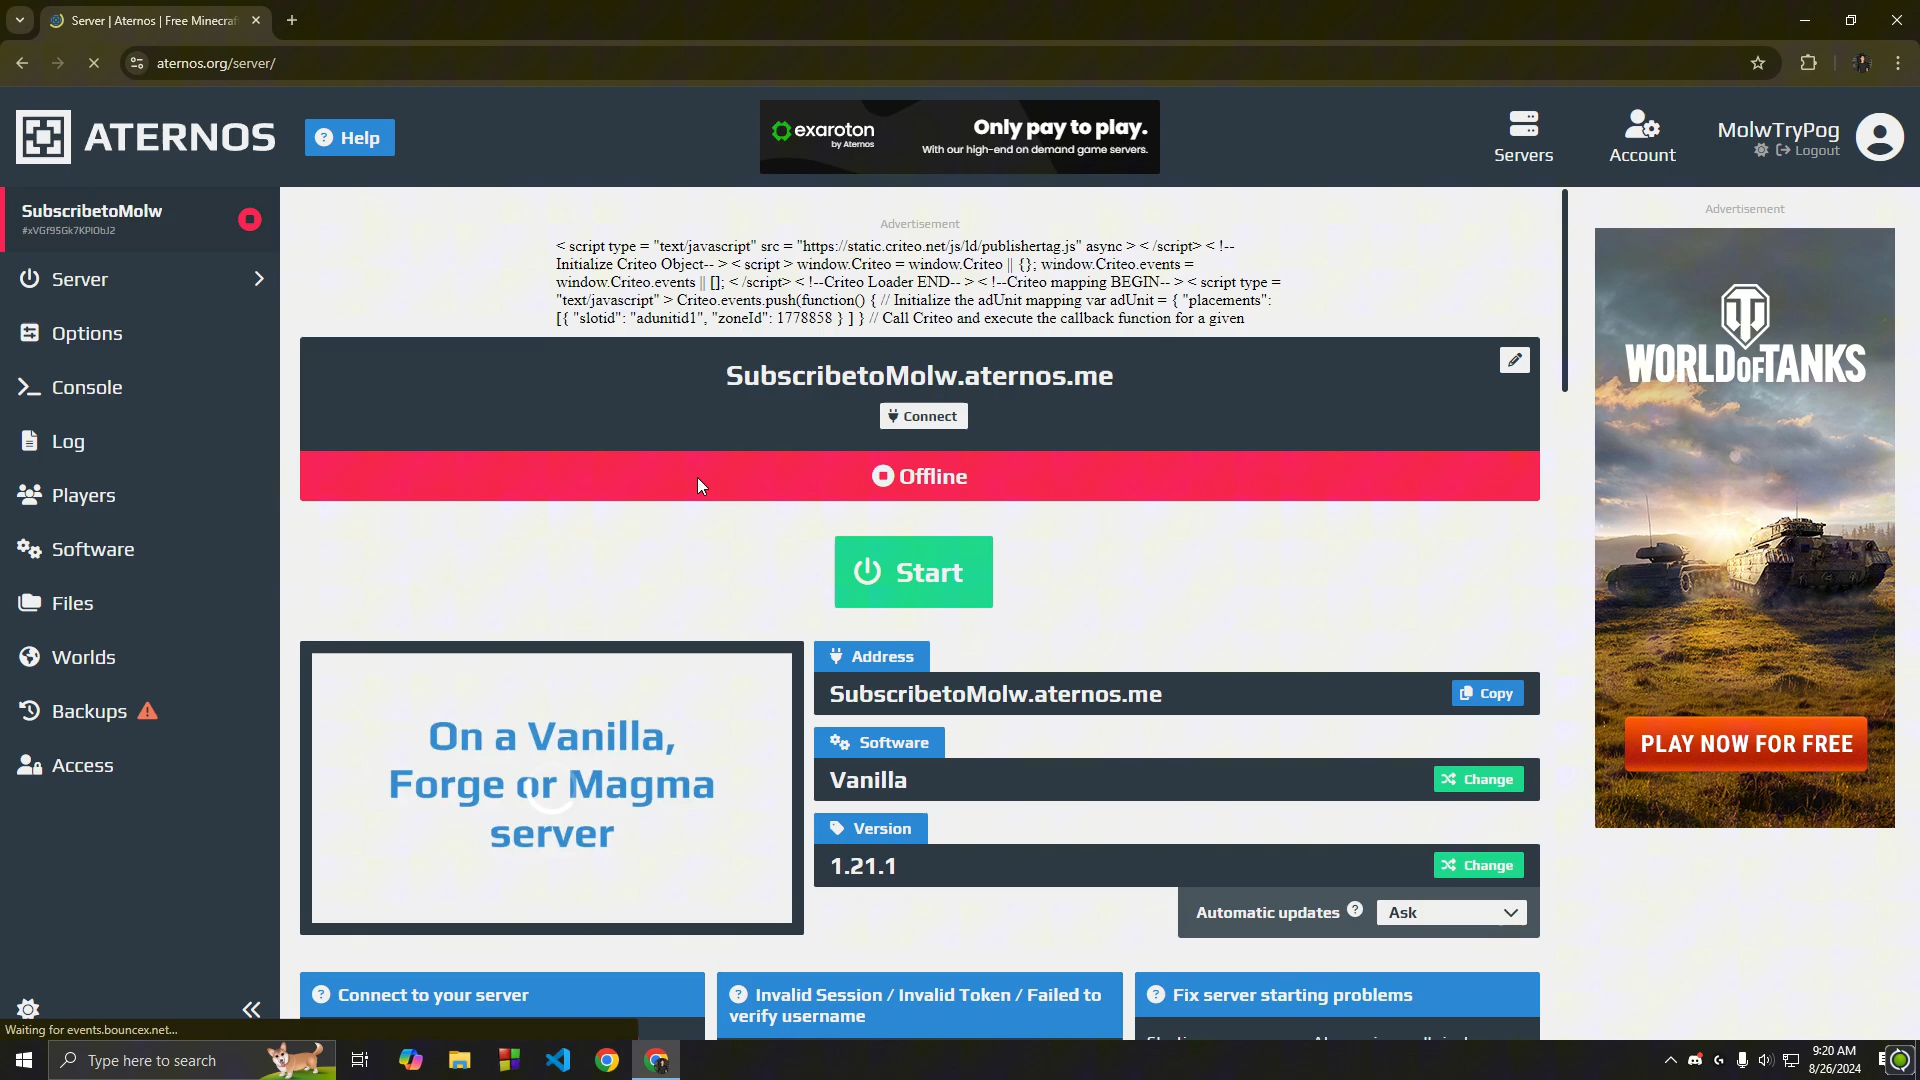 Server | Aternos | Free Minecraf
aternos.org/server/
ATERNOS
Help
exaroton
by Aternos
Only pay to play.
With our high-end on demand game servers.
Servers
Account
MolwTryPog
Logout
SubscribetoMolw
Server
Options
Console
Log
Players
Software
Files
Worlds
Backups
Access
Advertisement
< script type = "text/javascript" src = "https://static.criteo.net/js/ld/publishertag.js" async > < /script> < !--
Initialize Criteo Object-- > < script > window.Criteo = window.Criteo || {}; window.Criteo.events =
window.Criteo.events || []; < /script> < !--Criteo Loader END-- > < !--Criteo mapping BEGIN-- > < script type =
"text/javascript" > Criteo.events.push(function() { // Initialize the adUnit mapping var adUnit = { "placements":
[{ "slotid": "adunitid1", "zoneId": 1778858 } ] } // Call Criteo and execute the callback function for a given
SubscribetoMolw.aternos.me
Connect
Offline
Start
On a Vanilla,
Forge or Magma
server
Address
SubscribetoMolw.aternos.me
Copy
Software
Vanilla
Change
Version
1.21.1
Change
Automatic updates
Ask
Connect to your server
Invalid Session / Invalid Token / Failed to
verify username
Fix server starting problems
Advertisement
WORLD OF TANKS
PLAY NOW FOR FREE
Waiting for events.bouncex.net...
Type here to search
9:20 AM
8/26/2024